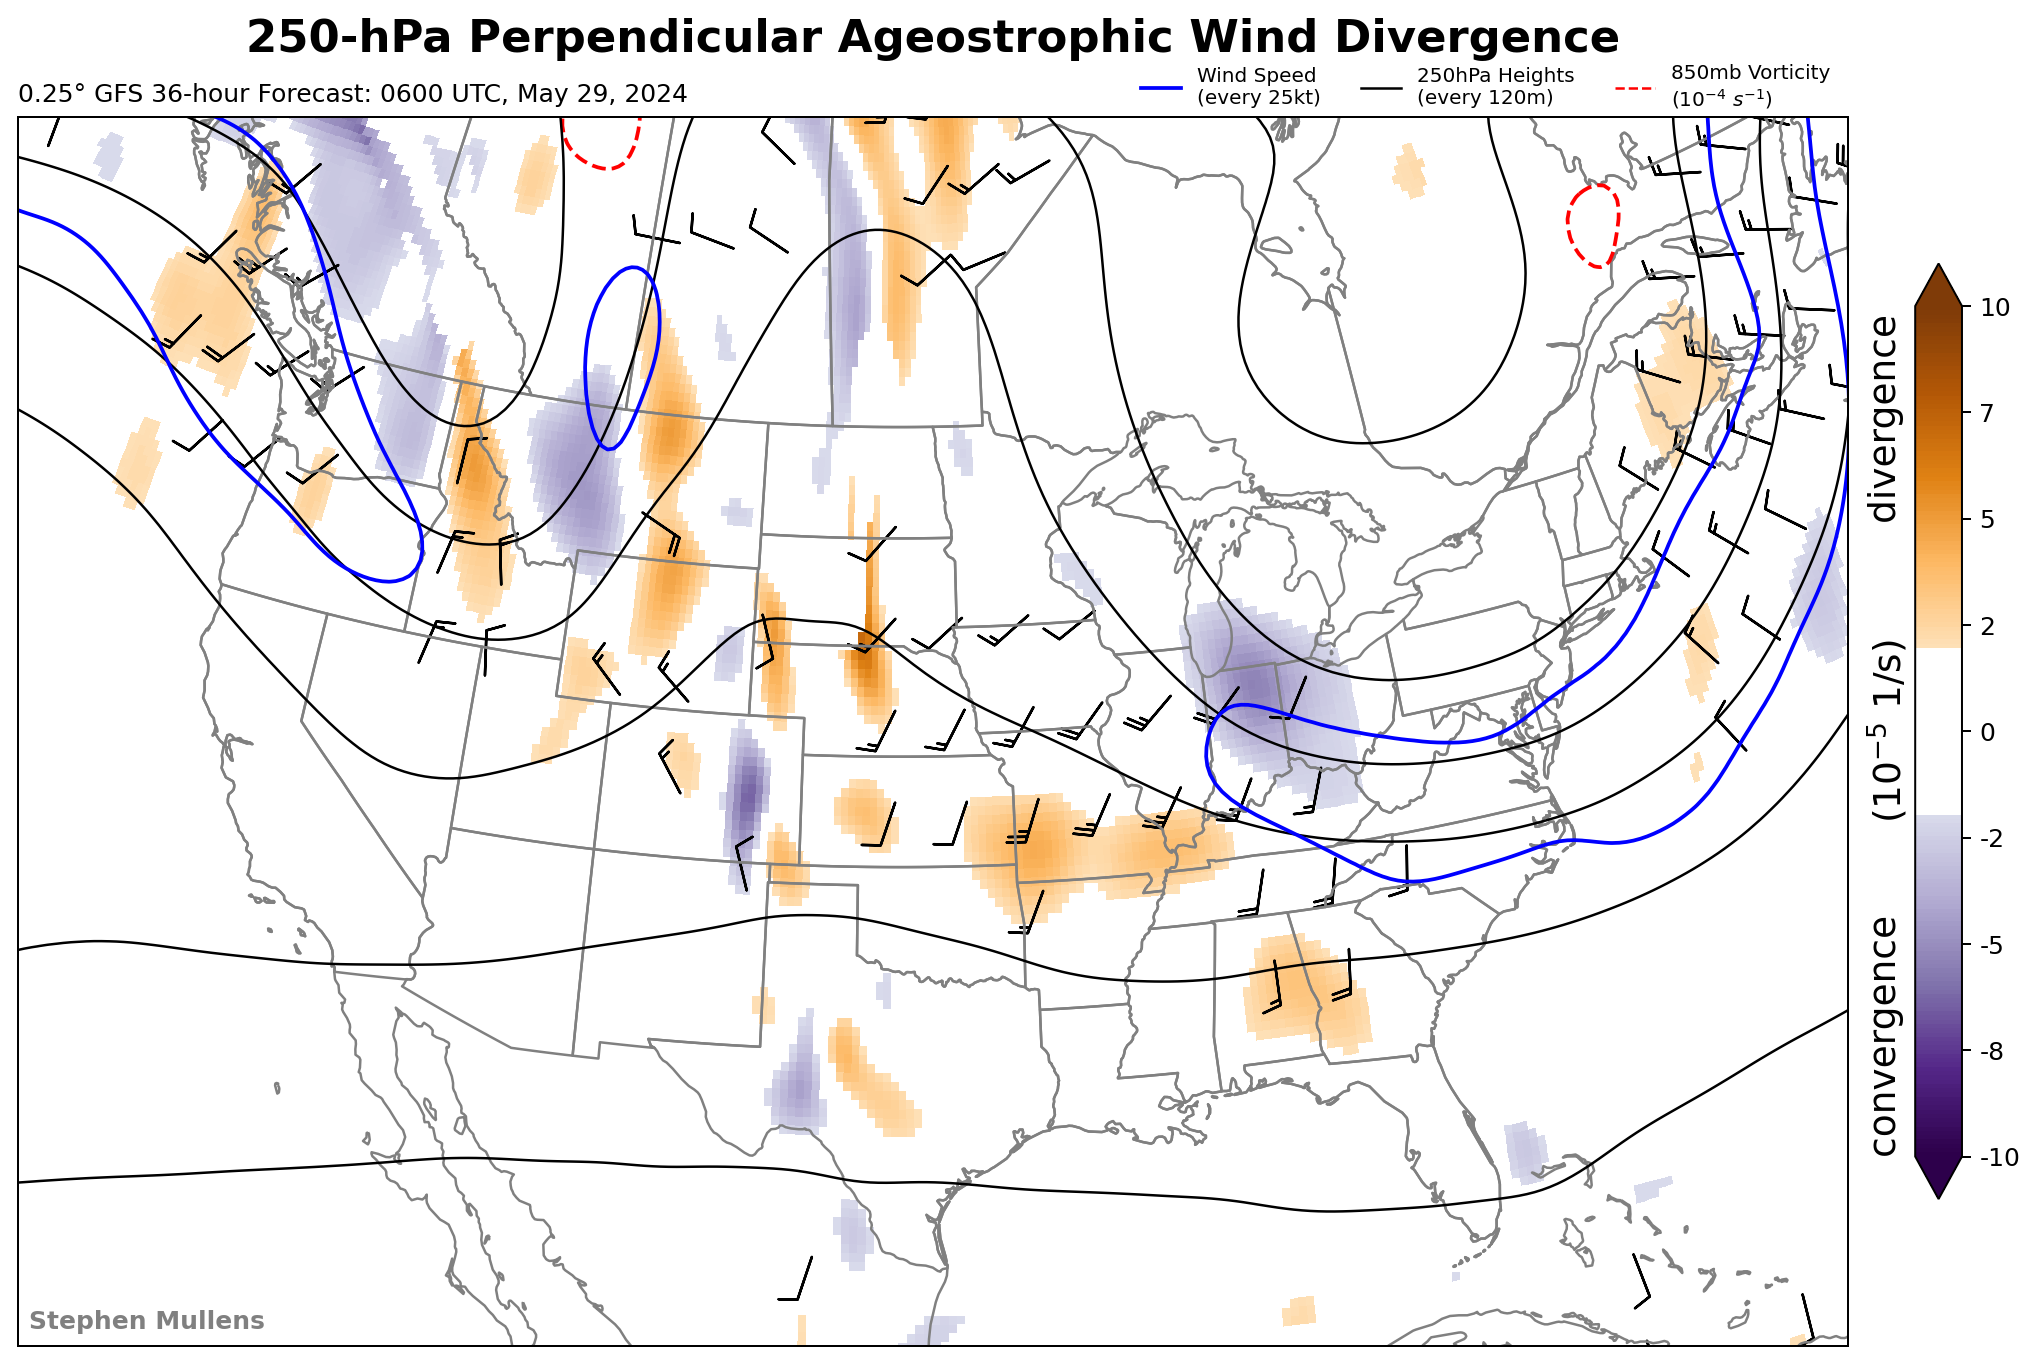 250-hPa Perpendicular Ageostrophic Wind Divergence
0.25° GFS 36-hour Forecast: 0600 UTC, May 29, 2024
Wind Speed
(every 25kt)
250hPa Heights
(every 120m)
850mb Vorticity
(10⁻⁴ s⁻¹)
10
7
5
2
0
-2
-5
-8
-10
convergence (10⁻⁵ 1/s) divergence
Stephen Mullens